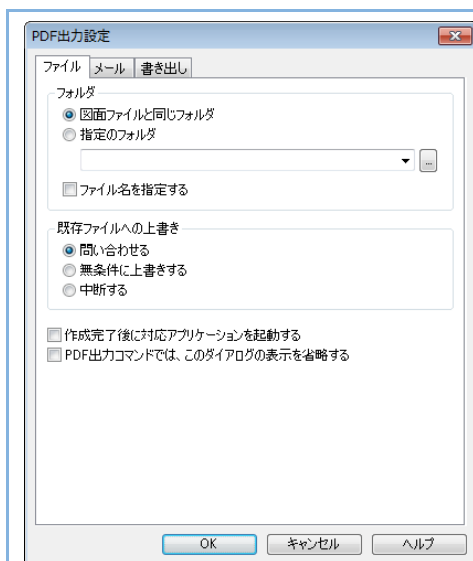 PDF出力設定
ファイル メール 書き出し
フォルダ
図面ファイルと同じフォルダ
指定のフォルダ
...
ファイル名を指定する
既存ファイルへの上書き
問い合わせる
無条件に上書きする
中断する
作成完了後に対応アプリケーションを起動する
PDF出力コマンドでは、このダイアログの表示を省略する
OK キャンセル ヘルプ